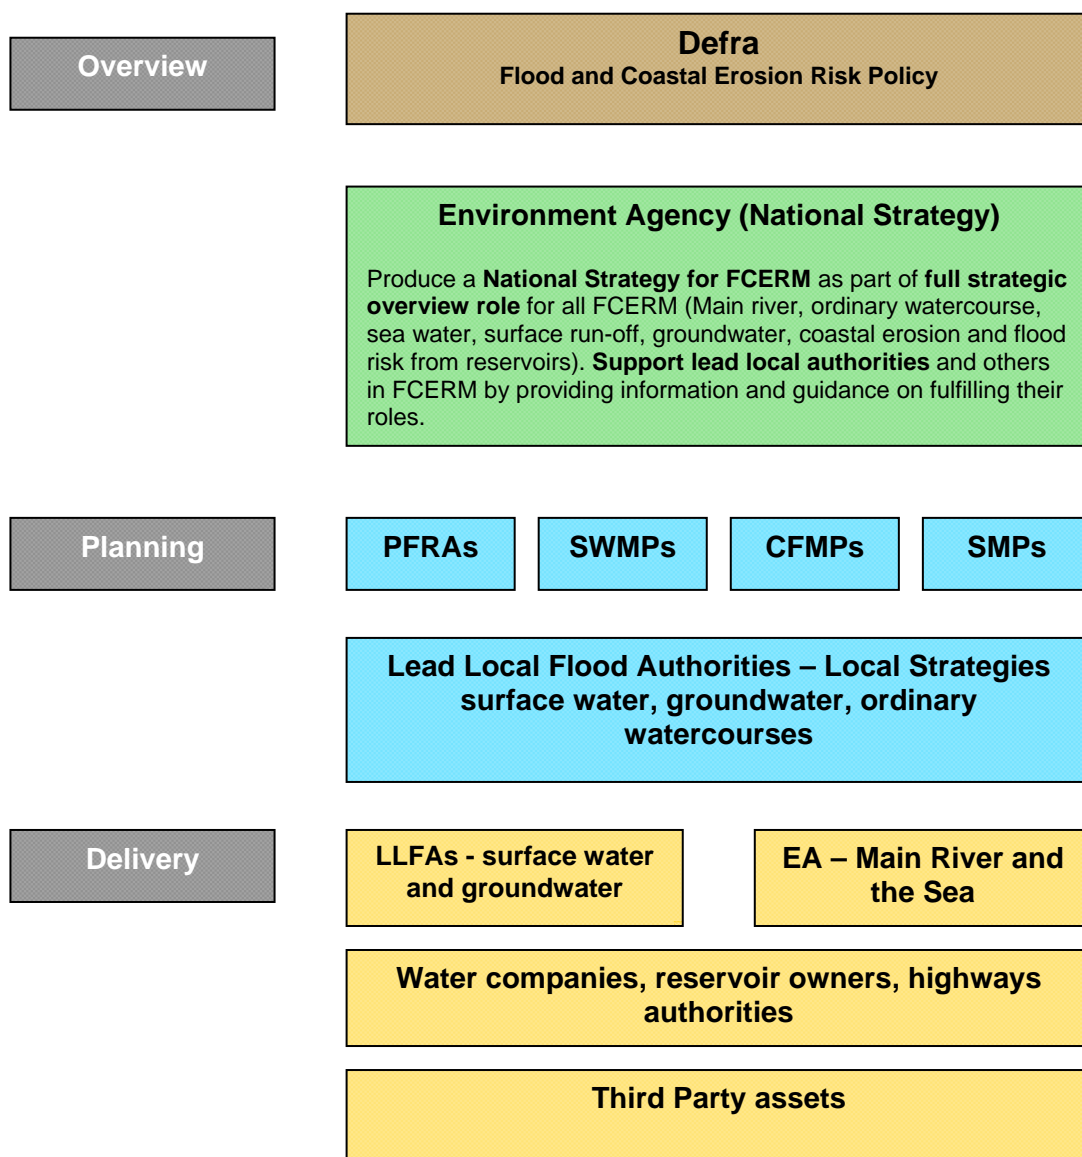 Overview
Defra
Flood and Coastal Erosion Risk Policy
Environment Agency (National Strategy)
Produce a National Strategy for FCERM as part of full strategic
overview role for all FCERM (Main river, ordinary watercourse,
sea water, surface run-off, groundwater, coastal erosion and flood
risk from reservoirs). Support lead local authorities and others
in FCERM by providing information and guidance on fulfilling their
roles.
Planning
PFRAs
SWMPs
CFMPs
SMPs
Lead Local Flood Authorities – Local Strategies
surface water, groundwater, ordinary
watercourses
Delivery
LLFAs - surface water
and groundwater
EA – Main River and
the Sea
Water companies, reservoir owners, highways
authorities
Third Party assets